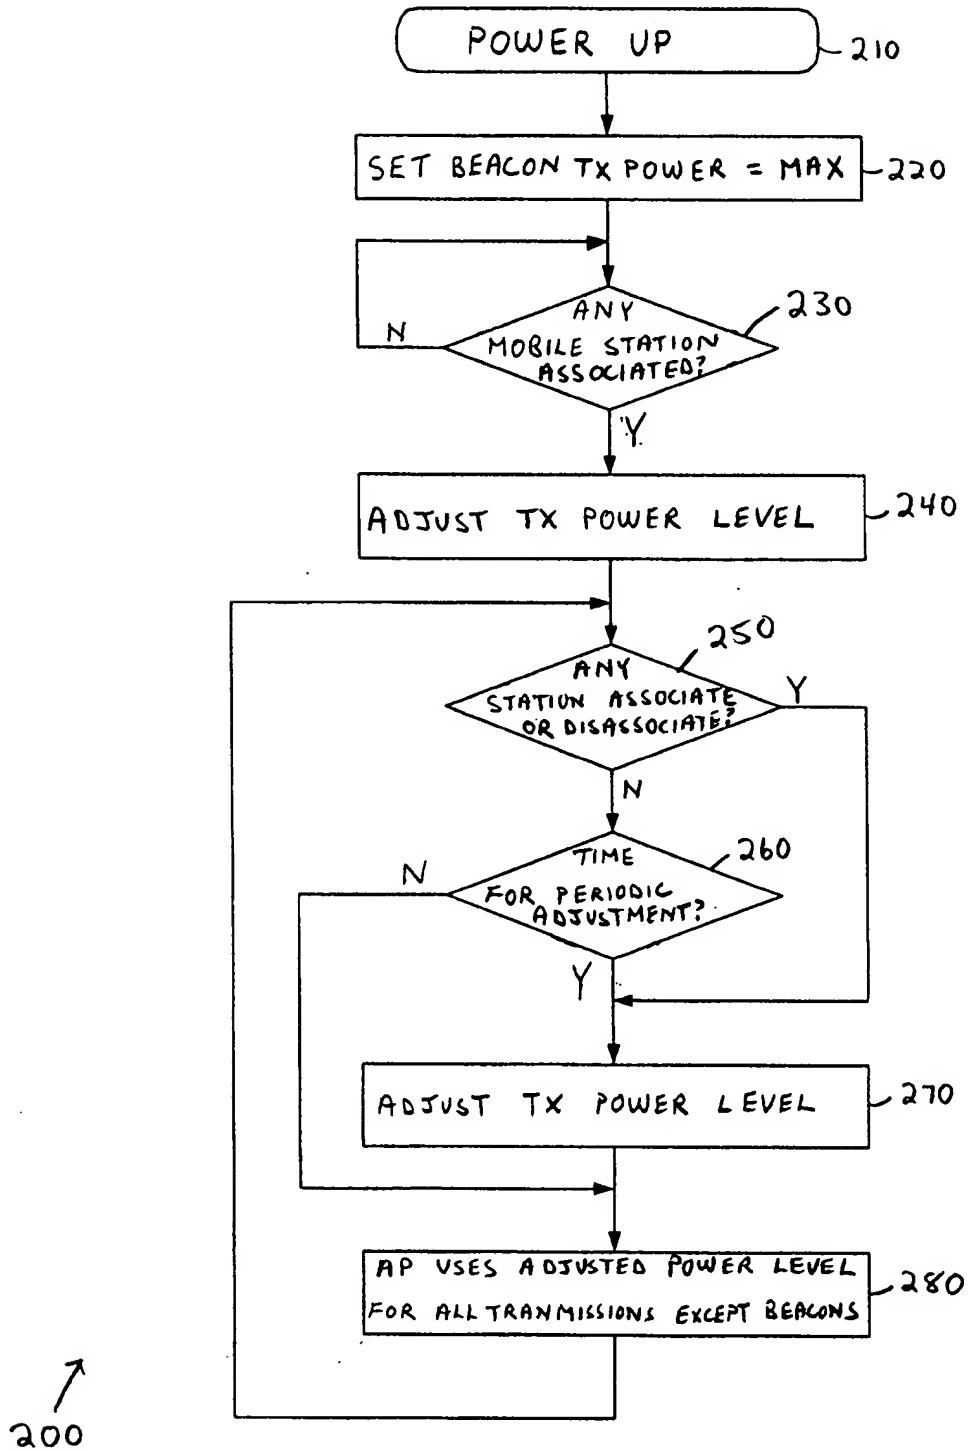 POWER UP
210
SET BEACON TX POWER = MAX
220
230
ANY
MOBILE STATION
ASSOCIATED?
N
Y
ADJUST TX POWER LEVEL
240
250
ANY
STATION ASSOCIATE
OR DISASSOCIATE?
Y
N
260
TIME
FOR PERIODIC
ADJUSTMENT?
N
Y
ADJUST TX POWER LEVEL
270
AP USES ADJUSTED POWER LEVEL
FOR ALL TRANMISSIONS EXCEPT BEACONS
280
200